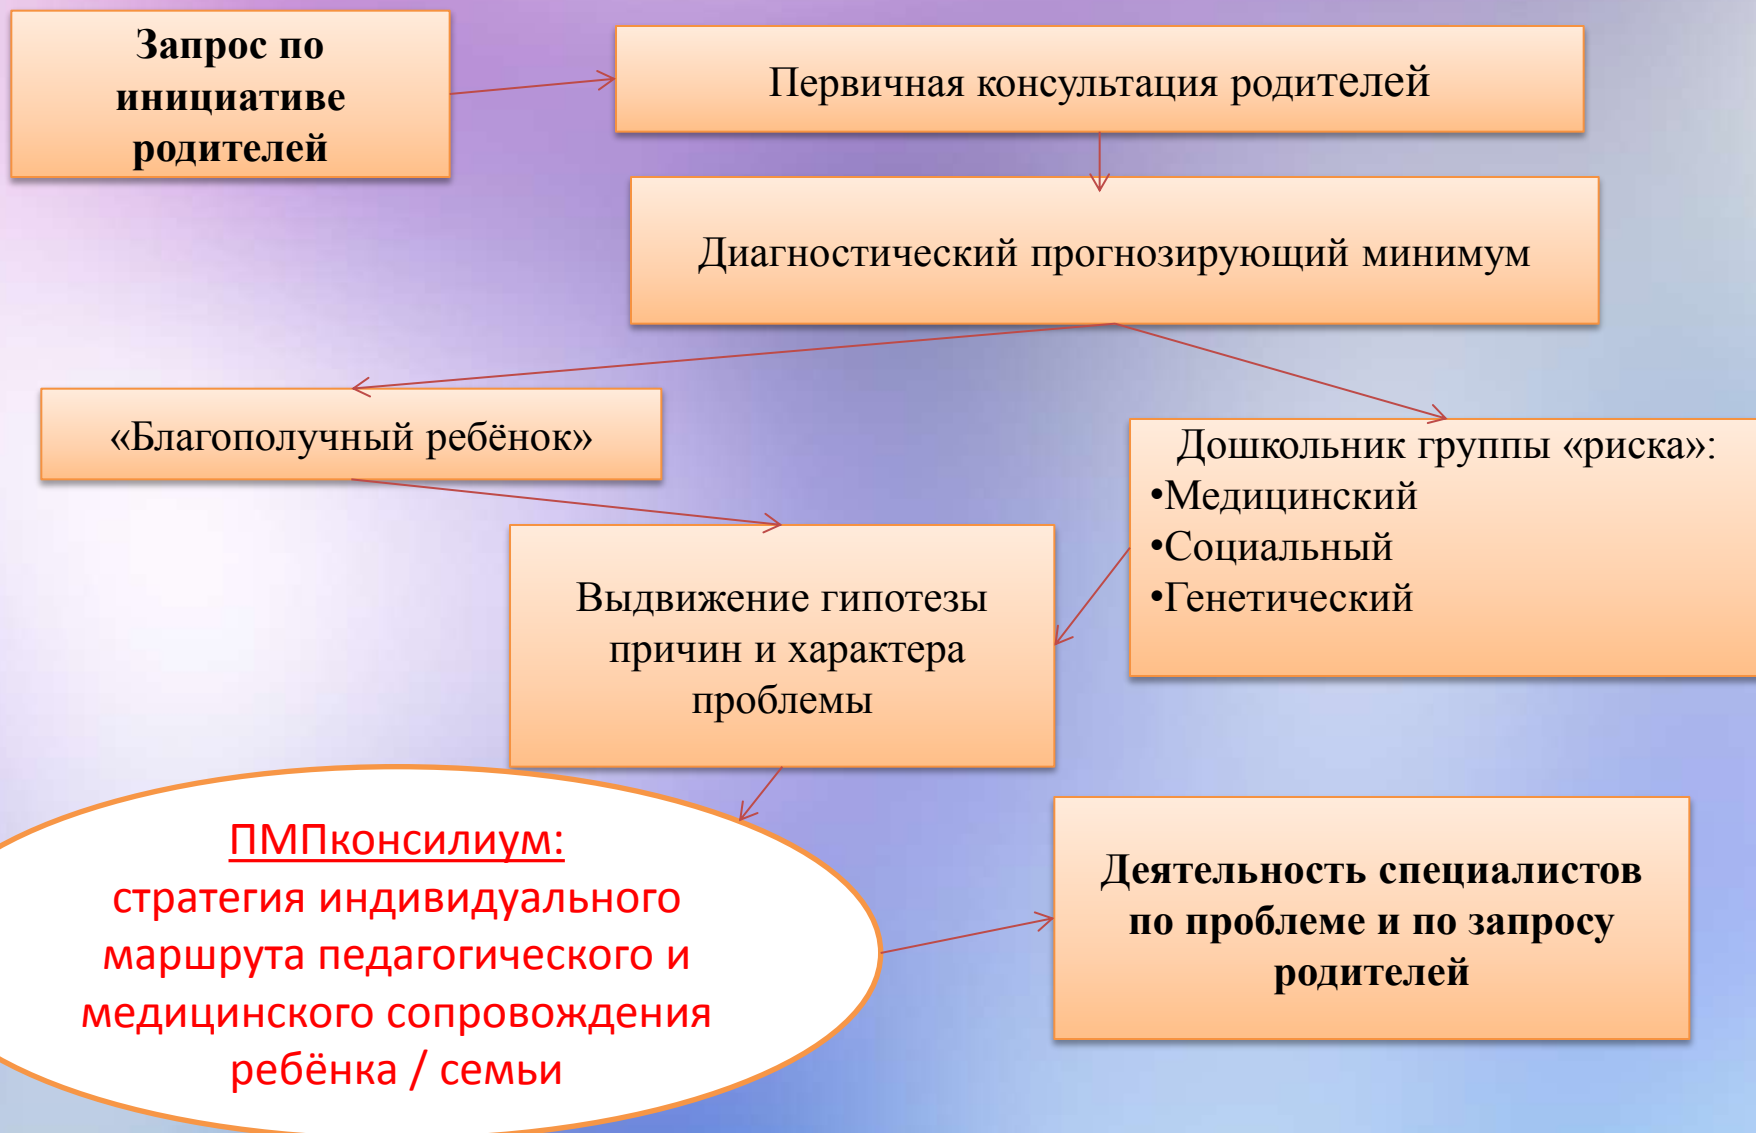 Запрос по
инициативе
родителей
Первичная консультация родителей
Диагностический прогнозирующий минимум
«Благополучный ребёнок»
Дошкольник группы «риска»:
•Медицинский
•Социальный
•Генетический
Выдвижение гипотезы
причин и характера
проблемы
ПМПконсилиум:
стратегия индивидуального
маршрута педагогического и
медицинского сопровождения
ребёнка / семьи
Деятельность специалистов
по проблеме и по запросу
родителей